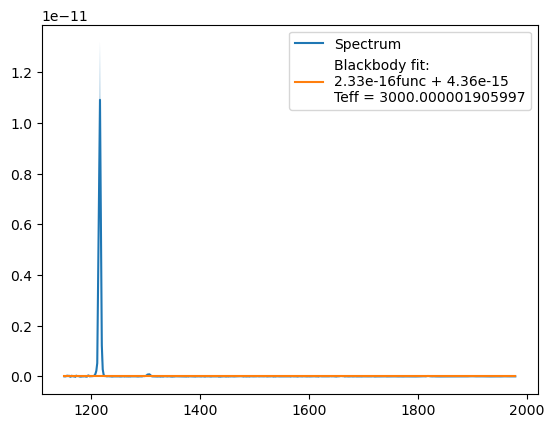 1e−11
Spectrum
Blackbody fit:
2.33e-16func + 4.36e-15
Teff = 3000.000001905997
1.2
1.0
0.8
0.6
0.4
0.2
0.0
1200 1400 1600 1800 2000